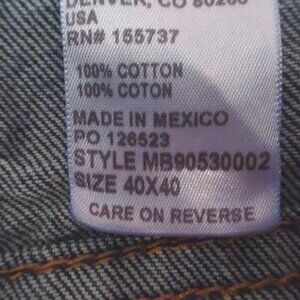 DENVER, CO 80206
USA
RN# 155737
100% COTTON
100% COTON
MADE IN MEXICO
PO 126523
STYLE MB90530002
SIZE 40X40
CARE ON REVERSE